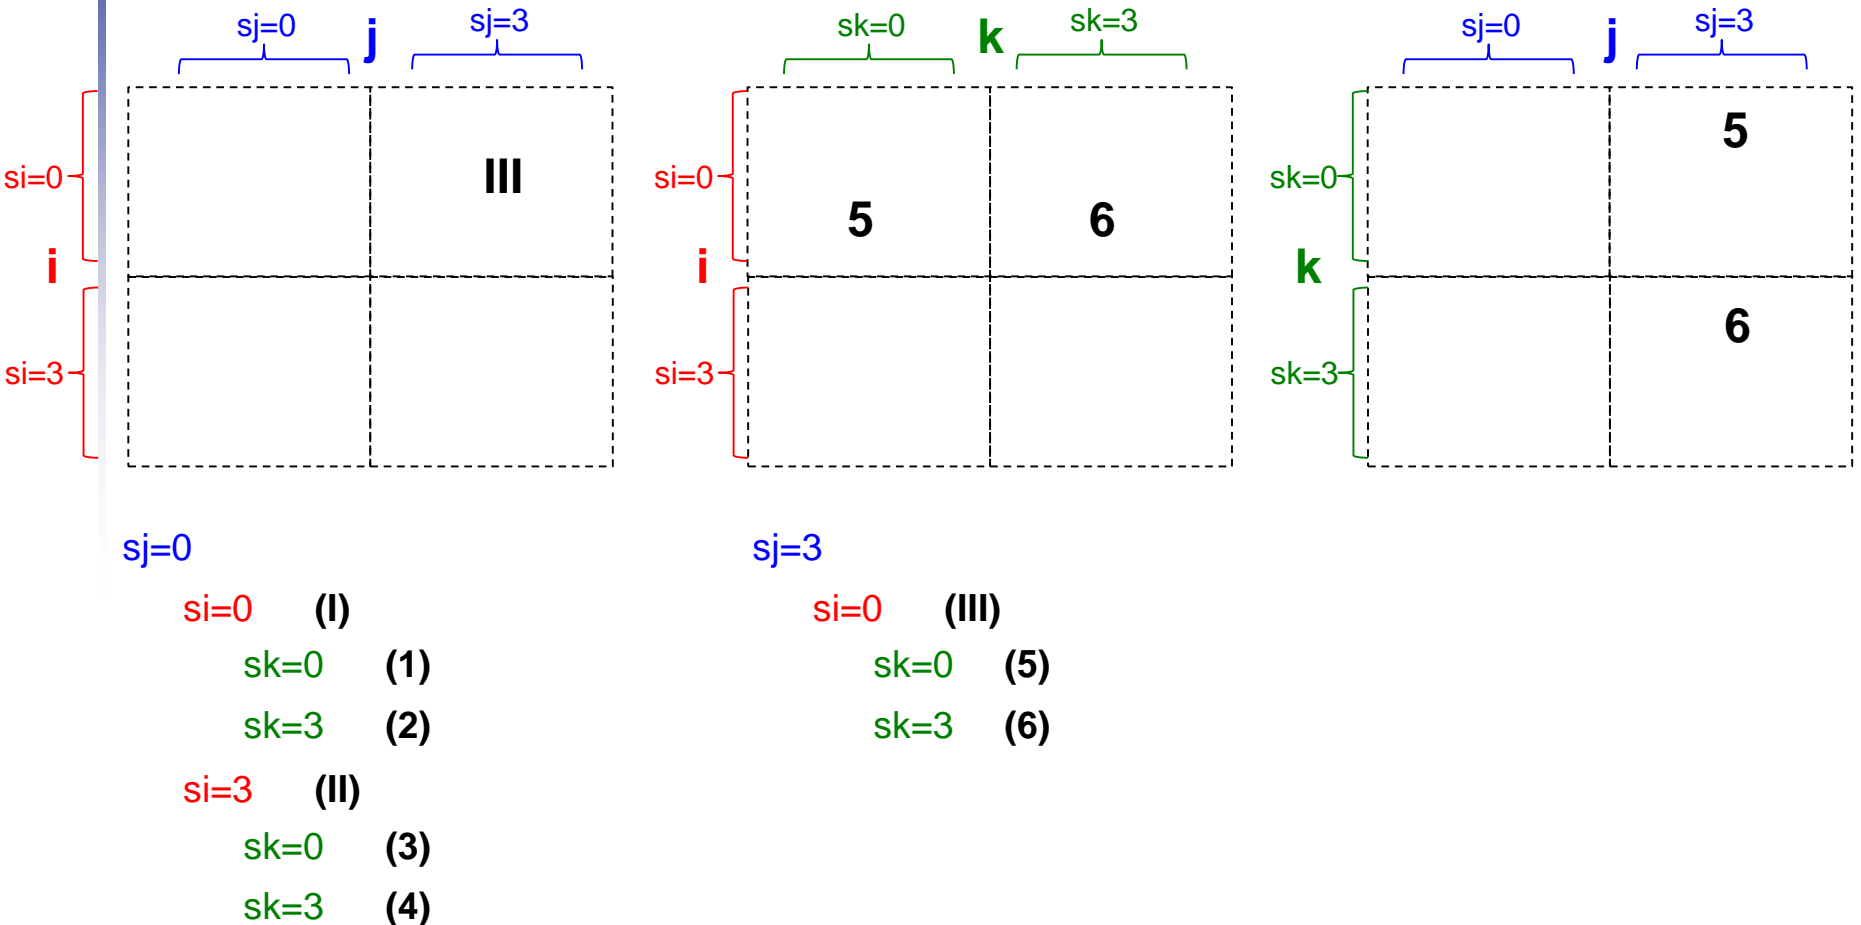 sj=0 j sj=3
si=0 III
i
si=3
sk=0 k sk=3
si=0 5 6
i
si=3
sj=0 j sj=3
5
sk=0
k
6
sk=3
sj=0
si=0 (I)
sk=0 (1)
sk=3 (2)
si=3 (II)
sk=0 (3)
sk=3 (4)
sj=3
si=0 (III)
sk=0 (5)
sk=3 (6)